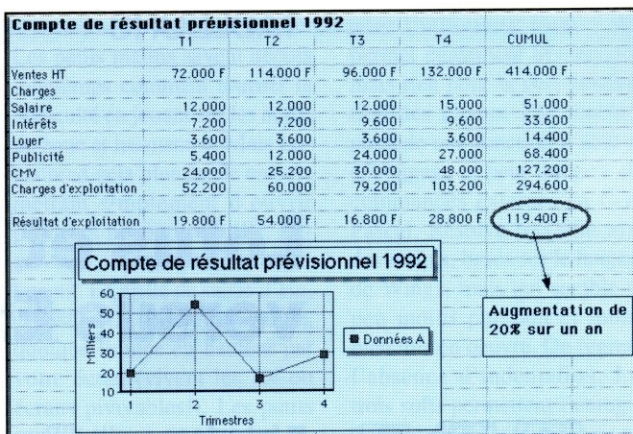 Compte de résultat prévisionnel 1992
T1 T2 T3 T4 CUMUL
Ventes HT 72.000 F 114.000 F 96.000 F 132.000 F 414.000 F
Charges
Salaire 12.000 12.000 12.000 15.000 51.000
Intérêts 7.200 7.200 9.600 9.600 33.600
Loyer 3.600 3.600 3.600 3.600 14.400
Publicité 5.400 12.000 24.000 27.000 68.400
CMV 24.000 25.200 30.000 48.000 127.200
Charges d'exploitation 52.200 60.000 79.200 103.200 294.600
Résultat d'exploitation 19.800 F 54.000 F 16.800 F 28.800 F 119.400 F
Augmentation de
20% sur un an
Compte de résultat prévisionnel 1992
60
50
40
30
20
10
Milliers
1 2 3 4
Trimestres
Données A